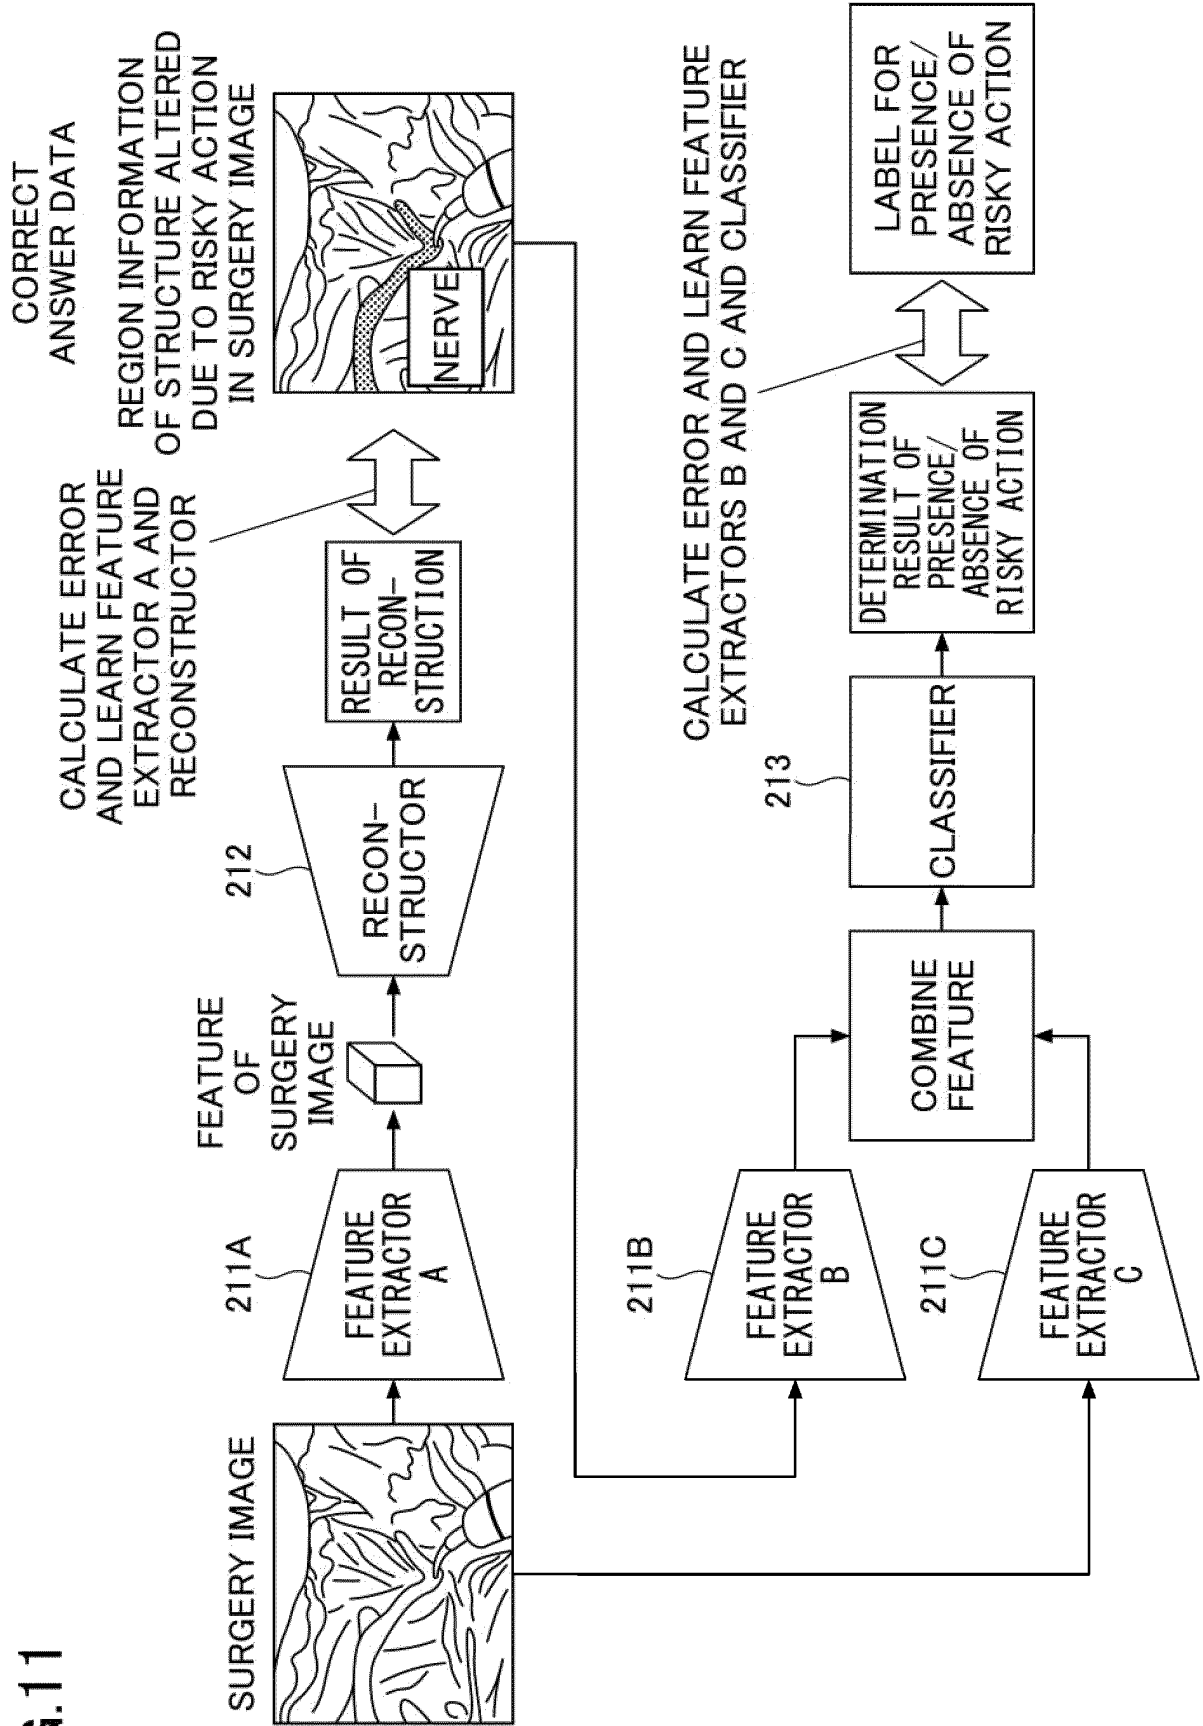 G.11
CORRECT
ANSWER DATA
SURGERY IMAGE
211A
FEATURE
EXTRACTOR
A
FEATURE
OF
SURGERY
IMAGE
212
RECON-
STRUCTOR
CALCULATE ERROR
AND LEARN FEATURE
EXTRACTOR A AND
RECONSTRUCTOR
RESULT OF
RECON-
STRUCTION
REGION INFORMATION
OF STRUCTURE ALTERED
DUE TO RISKY ACTION
IN SURGERY IMAGE
NERVE
211B
FEATURE
EXTRACTOR
B
211C
FEATURE
EXTRACTOR
C
COMBINE
FEATURE
213
CLASSIFIER
CALCULATE ERROR AND LEARN FEATURE
EXTRACTORS B AND C AND CLASSIFIER
DETERMINATION
RESULT OF
PRESENCE/
ABSENCE OF
RISKY ACTION
LABEL FOR
PRESENCE/
ABSENCE OF
RISKY ACTION